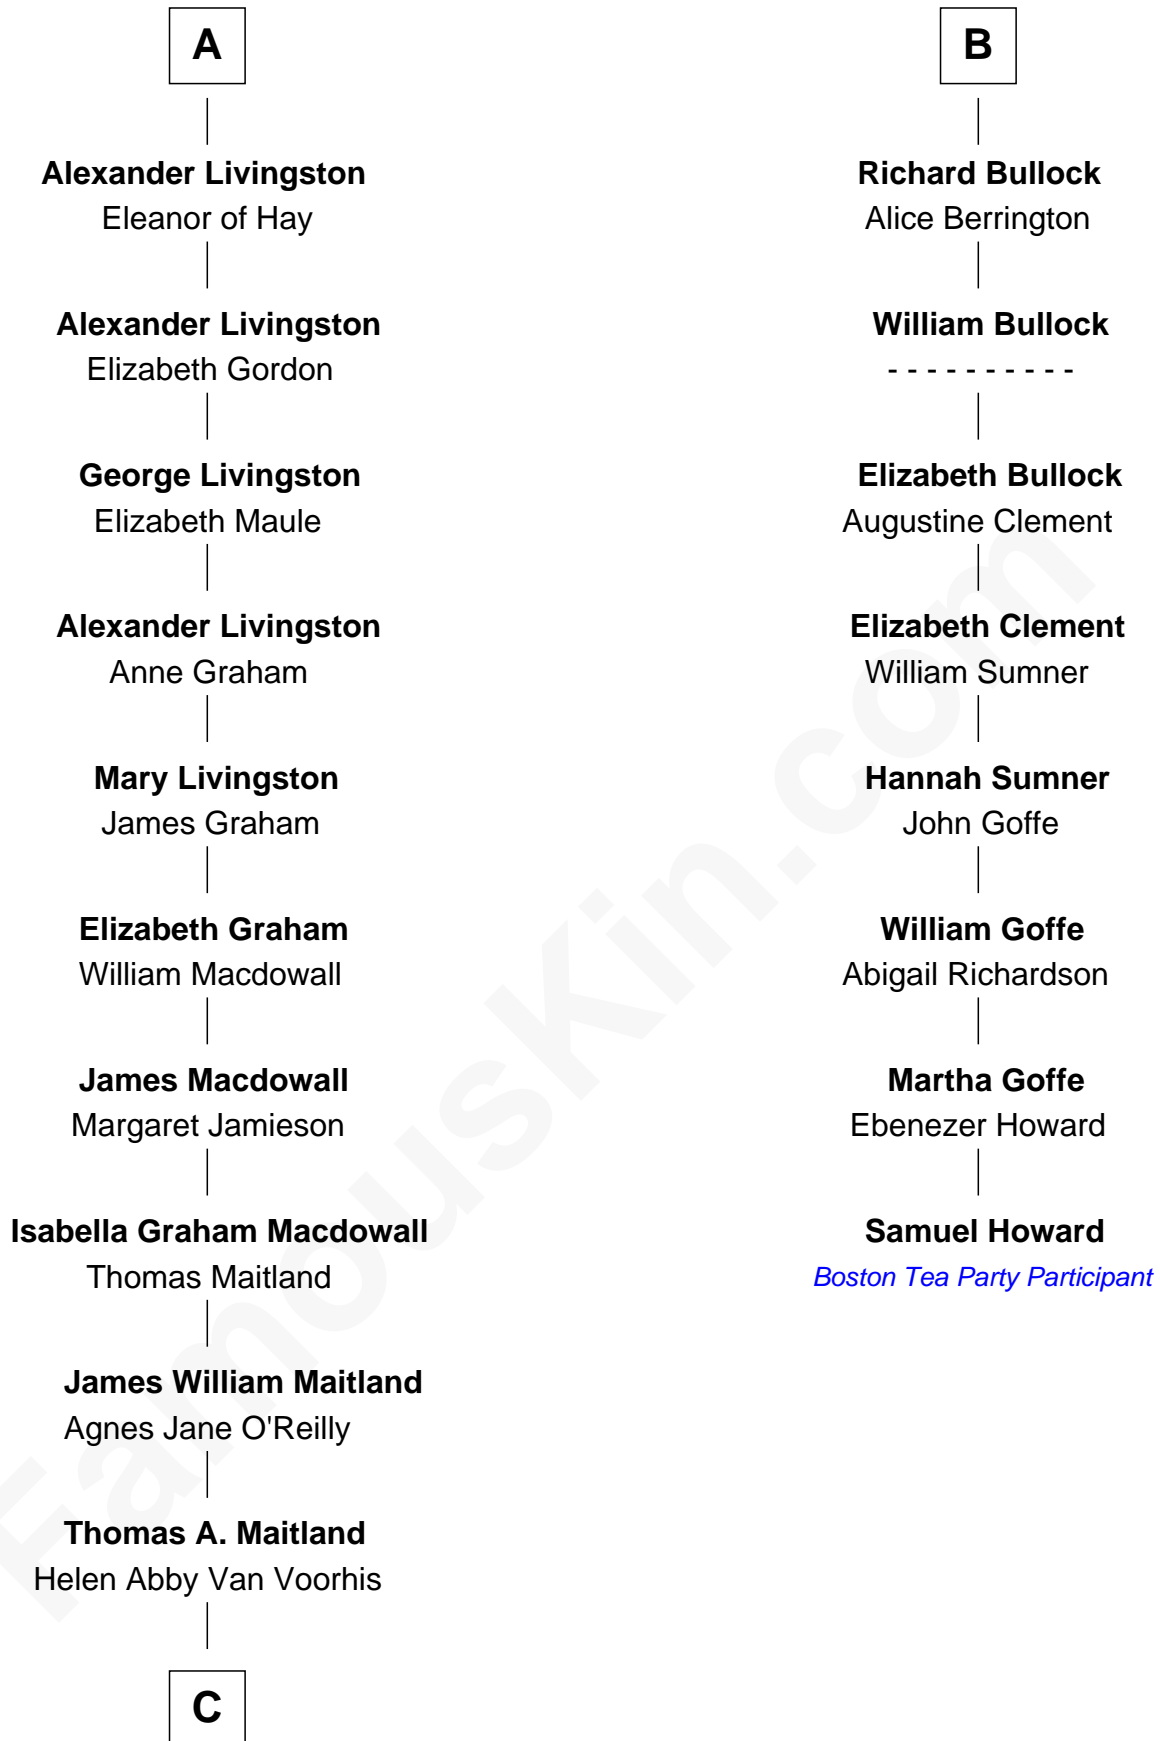 A
Alexander Livingston
Eleanor of Hay
Alexander Livingston
Elizabeth Gordon
George Livingston
Elizabeth Maule
Alexander Livingston
Anne Graham
Mary Livingston
James Graham
Elizabeth Graham
William Macdowall
James Macdowall
Margaret Jamieson
Isabella Graham Macdowall
Thomas Maitland
James William Maitland
Agnes Jane O'Reilly
Thomas A. Maitland
Helen Abby Van Voorhis
C
B
Richard Bullock
Alice Berrington
William Bullock
- - - - - - - - - -
Elizabeth Bullock
Augustine Clement
Elizabeth Clement
William Sumner
Hannah Sumner
John Goffe
William Goffe
Abigail Richardson
Martha Goffe
Ebenezer Howard
Samuel Howard
Boston Tea Party Participant
FamousKin.com